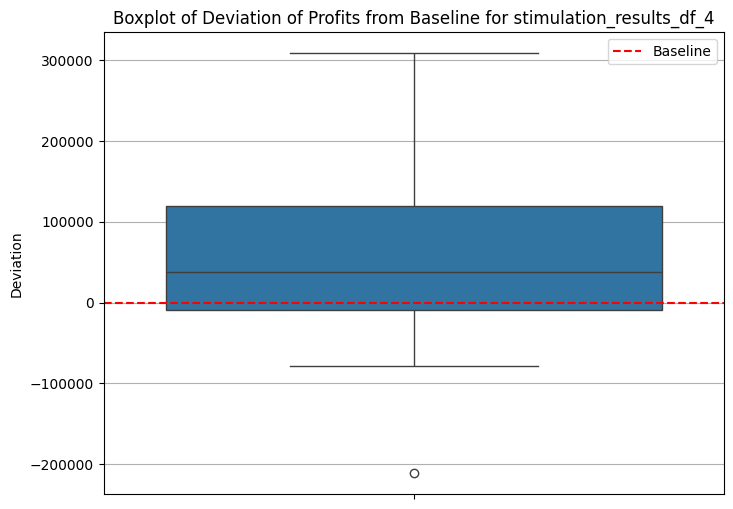 Boxplot of Deviation of Profits from Baseline for stimulation_results_df_4
Baseline
300000
200000
100000
0
−100000
−200000
Deviation